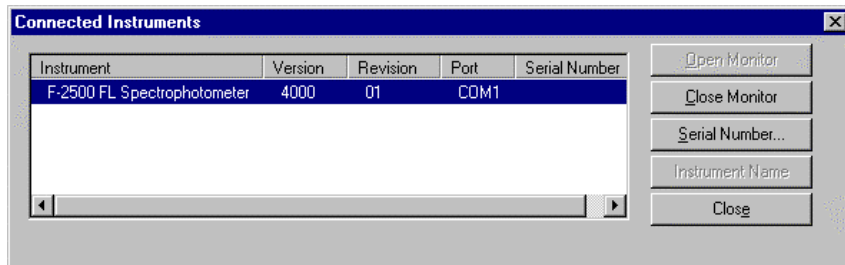 Connected Instruments
Instrument Version Revision Port Serial Number
F-2500 FL Spectrophotometer 4000 01 COM1
Open Monitor
Close Monitor
Serial Number...
Instrument Name
Close